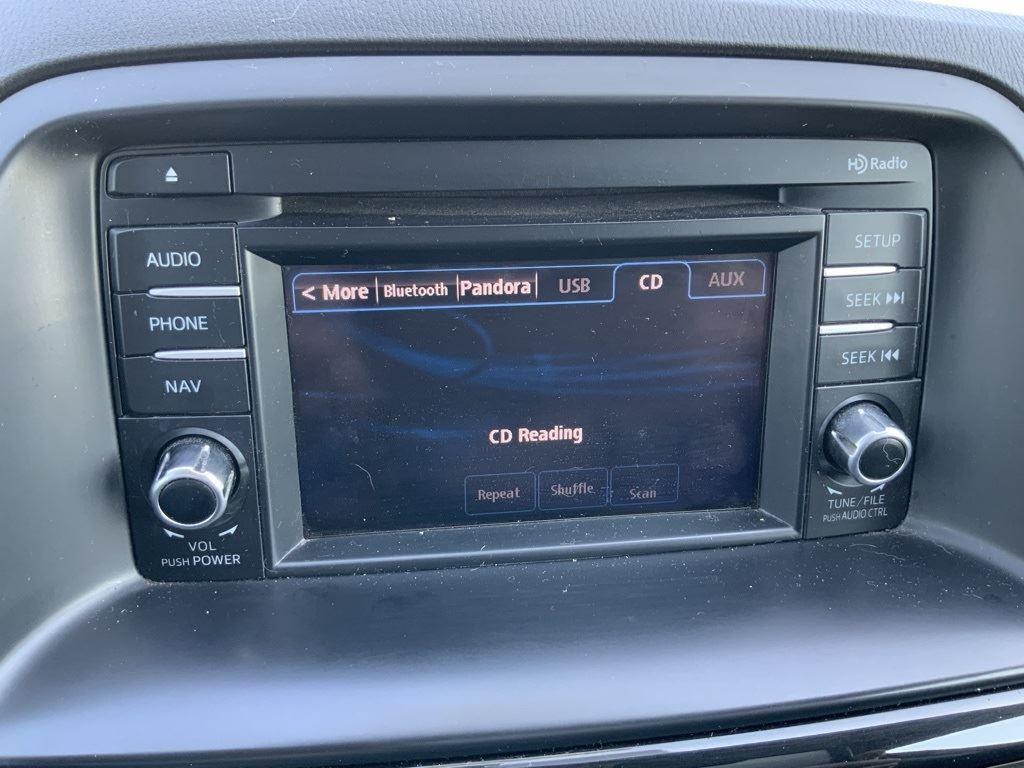 HD Radio
AUDIO
PHONE
NAV
VOL
PUSH POWER
< More Bluetooth Pandora USB CD AUX
CD Reading
Repeat Shuffle Scan
SETUP
SEEK
SEEK
TUNE/FILE
PUSH AUDIO CTRL